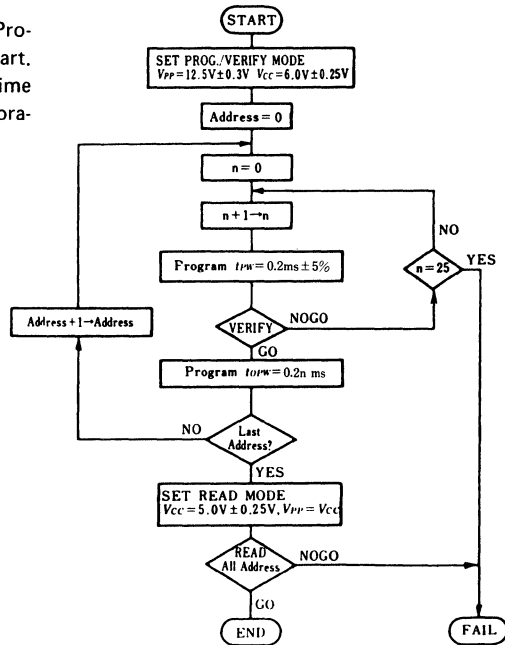 Pro-
art.
ime
ora-
START
SET PROG./VERIFY MODE
VPP=12.5V±0.3V VCC=6.0V±0.25V
Address=0
n=0
n+1→n
NO
YES
n=25
Program tPW=0.2ms±5%
Address+1→Address
VERIFY
NOGO
GO
Program tOPW=0.2n ms
NO
Last
Address?
YES
SET READ MODE
VCC=5.0V±0.25V, VPP=VCC
READ
All Address
NOGO
GO
END
FAIL